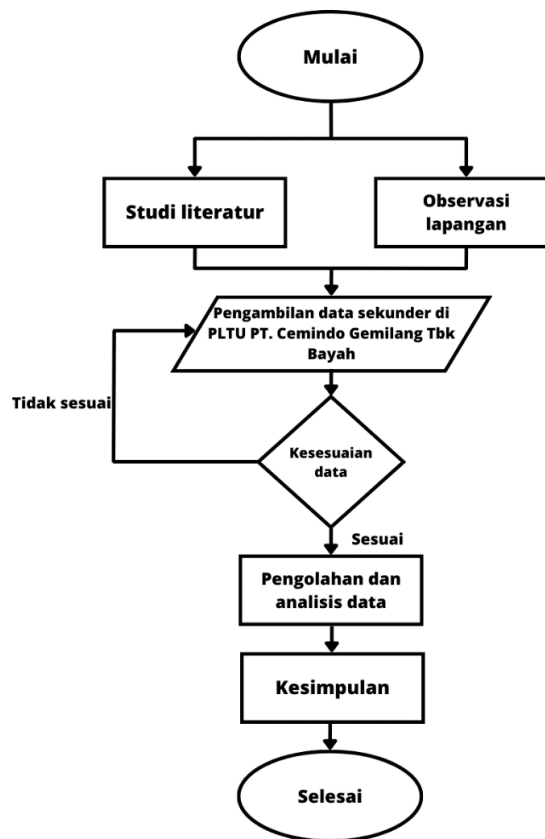 Mulai
Studi literatur
Observasi
lapangan
Pengambilan data sekunder di
PLTU PT. Cemindo Gemilang Tbk
Bayah
Tidak sesuai
Kesesuaian
data
Sesuai
Pengolahan dan
analisis data
Kesimpulan
Selesai